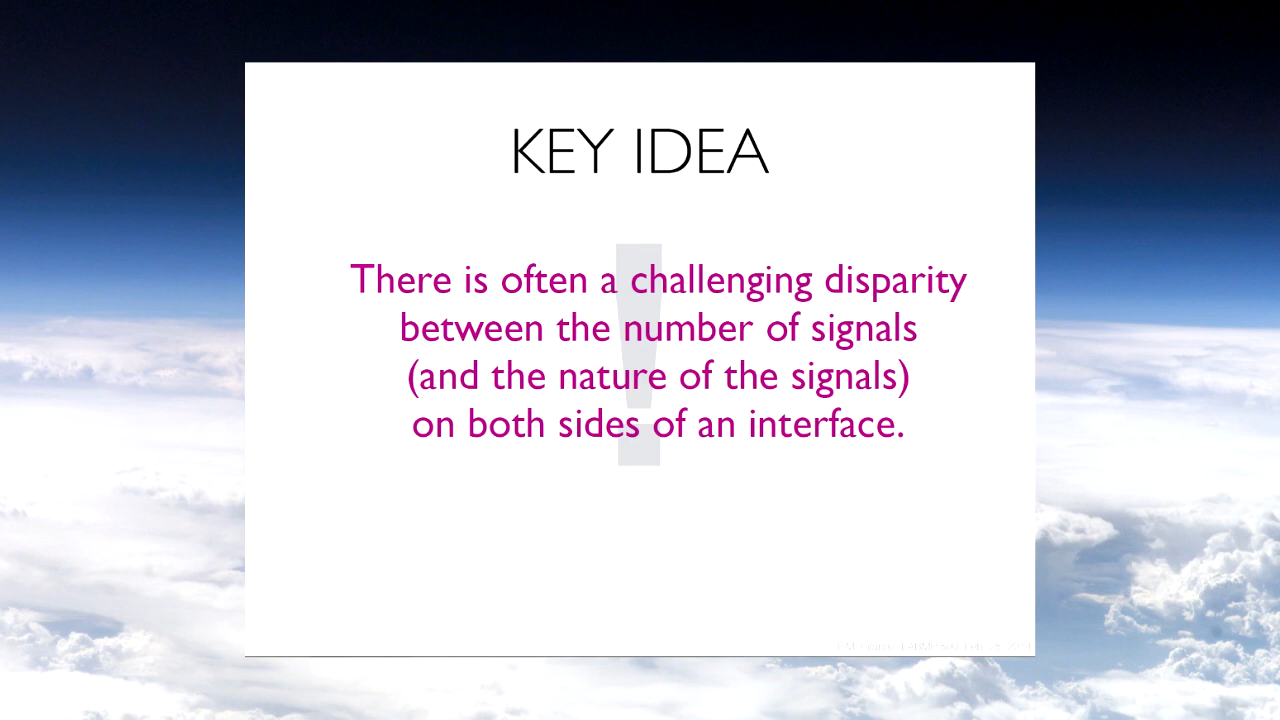 KEY IDEA
There is often a challenging disparity
between the number of signals
(and the nature of the signals)
on both sides of an interface.
!